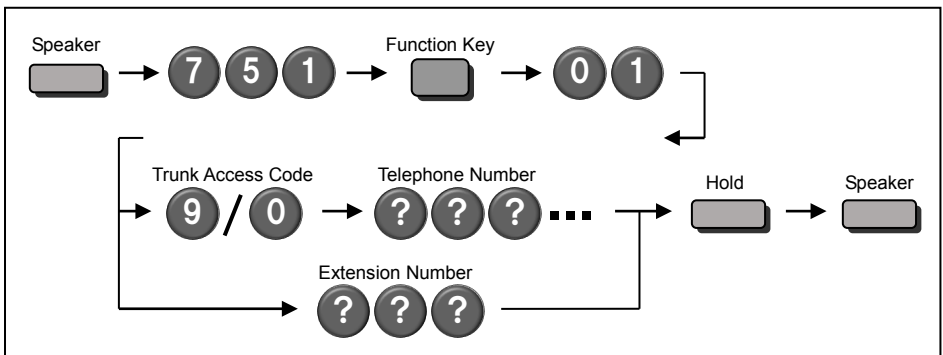 Speaker
7 5 1
Function Key
0 1
Trunk Access Code
9 / 0
Telephone Number
? ? ? ...
Hold
Speaker
Extension Number
? ? ?